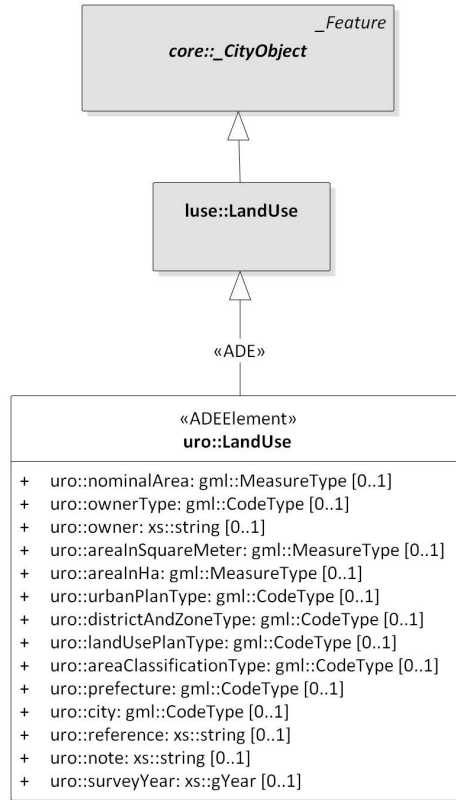 _Feature
core::_CityObject
luse::LandUse
«ADE»
«ADEElement»
uro::LandUse
+ uro::nominalArea: gml::MeasureType [0..1]
+ uro::ownerType: gml::CodeType [0..1]
+ uro::owner: xs::string [0..1]
+ uro::areaInSquareMeter: gml::MeasureType [0..1]
+ uro::areaInHa: gml::MeasureType [0..1]
+ uro::urbanPlanType: gml::CodeType [0..1]
+ uro::districtAndZoneType: gml::CodeType [0..1]
+ uro::landUsePlanType: gml::CodeType [0..1]
+ uro::areaClassificationType: gml::CodeType [0..1]
+ uro::prefecture: gml::CodeType [0..1]
+ uro::city: gml::CodeType [0..1]
+ uro::reference: xs::string [0..1]
+ uro::note: xs::string [0..1]
+ uro::surveyYear: xs::gYear [0..1]